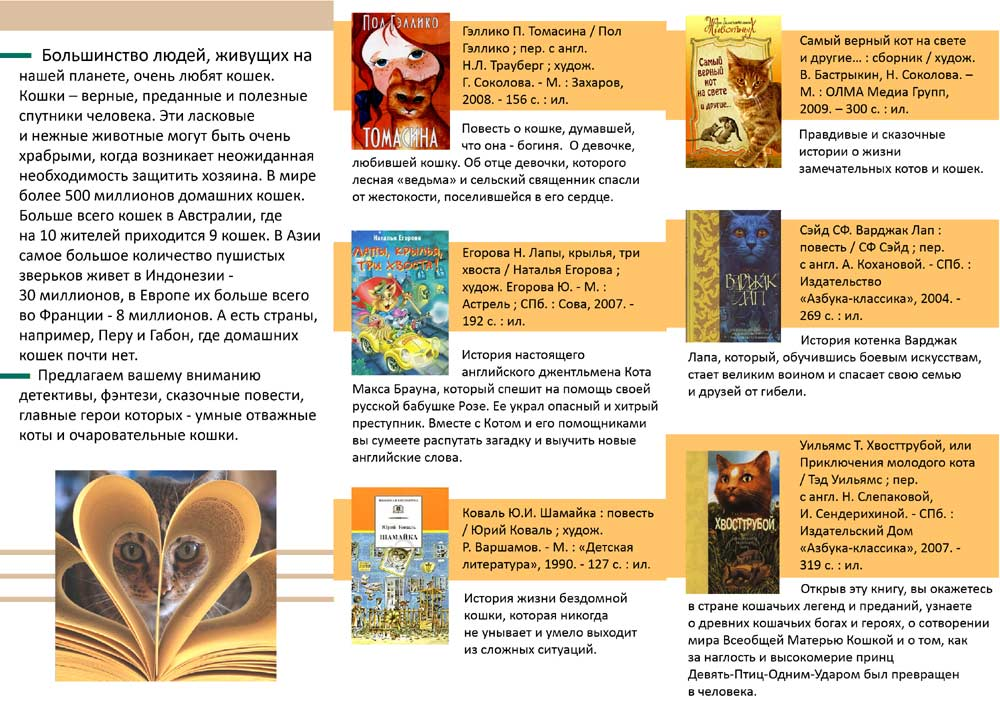 Большинство людей, живущих на
нашей планете, очень любят кошек.
Кошки – верные, преданные и полезные
спутники человека. Эти ласковые
и нежные животные могут быть очень
храбрыми, когда возникает неожиданная
необходимость защитить хозяина. В мире
более 500 миллионов домашних кошек.
Больше всего кошек в Австралии, где
на 10 жителей приходится 9 кошек. В Азии
самое большое количество пушистых
зверьков живет в Индонезии -
30 миллионов, в Европе их больше всего
во Франции - 8 миллионов. А есть страны,
например, Перу и Габон, где домашних
кошек почти нет.
Предлагаем вашему вниманию
детективы, фэнтези, сказочные повести,
главные герои которых - умные отважные
коты и очаровательные кошки.
ПОЛ ГЭЛЛИКО
ТОМАСИНА
Гэллико П. Томасина / Пол
Гэллико ; пер. с англ.
Н.Л. Трауберг ; худож.
Г. Соколова. - М. : Захаров,
2008. - 156 с. : ил.
Повесть о кошке, думавшей,
что она - богиня. О девочке,
любившей кошку. Об отце девочки, которого
лесная «ведьма» и сельский священник спасли
от жестокости, поселившейся в его сердце.
Наталья Егорова
ЛАПЫ, КРЫЛЬЯ,
ТРИ ХВОСТА!
Егорова Н. Лапы, крылья, три
хвоста / Наталья Егорова ;
худож. Егорова Ю. - М. :
Астрель ; СПб. : Сова, 2007. -
192 с. : ил.
История настоящего
английского джентльмена Кота
Макса Брауна, который спешит на помощь своей
русской бабушке Розе. Ее украл опасный и хитрый
преступник. Вместе с Котом и его помощниками
вы сумеете распутать загадку и выучить новые
английские слова.
Юрий Коваль
ШАМАЙКА
Коваль Ю.И. Шамайка : повесть
/ Юрий Коваль ; худож.
Р. Варшамов. - М. : «Детская
литература», 1990. - 127 с. : ил.
История жизни бездомной
кошки, которая никогда
не унывает и умело выходит
из сложных ситуаций.
Самый
верный
кот
на свете
и другие...
Самый верный кот на свете
и другие… : сборник / худож.
В. Бастрыкин, Н. Соколова. –
М. : ОЛМА Медиа Групп,
2009. – 300 с. : ил.
Правдивые и сказочные
истории о жизни
замечательных котов и кошек.
ВАРДЖАК
ЛАП
Сэйд СФ. Варджак Лап :
повесть / СФ Сэйд ; пер.
с англ. А. Кохановой. - СПб. :
Издательство
«Азбука-классика», 2004. -
269 с. : ил.
История котенка Варджак
Лапа, который, обучившись боевым искусствам,
стает великим воином и спасает свою семью
и друзей от гибели.
ХВОСТТРУБОЙ
Уильямс Т. Хвосттрубой, или
Приключения молодого кота
/ Тэд Уильямс ; пер.
с англ. Н. Слепаковой,
И. Сендерихиной. - СПб. :
Издательский Дом
«Азбука-классика», 2007. -
319 с. : ил.
Открыв эту книгу, вы окажетесь
в стране кошачьих легенд и преданий, узнаете
о древних кошачьих богах и героях, о сотворении
мира Всеобщей Матерью Кошкой и о том, как
за наглость и высокомерие принц
Девять-Птиц-Одним-Ударом был превращен
в человека.